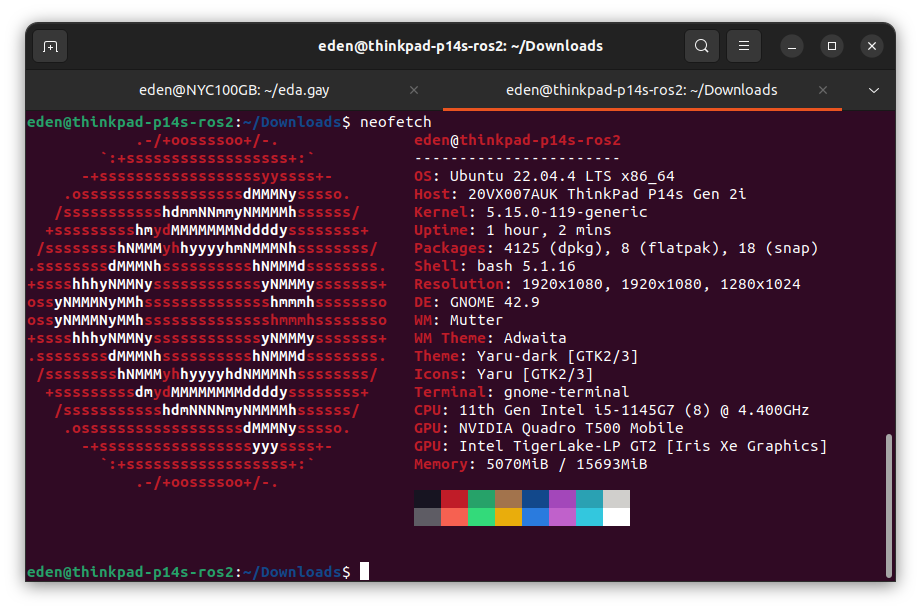 eden@thinkpad-p14s-ros2: ~/Downloads
eden@NYC100GB: ~/eda.gay
eden@thinkpad-p14s-ros2: ~/Downloads
eden@thinkpad-p14s-ros2:~/Downloads$ neofetch
.-/+oossssoo+/-. eden@thinkpad-p14s-ros2
`:+ssssssssssssssssss+:` -----------------------
-+ssssssssssssssssssyyssss+- OS: Ubuntu 22.04.4 LTS x86_64
.ossssssssssssssssssdMMMNysssso. Host: 20VX007AUK ThinkPad P14s Gen 2i
/ssssssssssshdmmNNmmyNMMMMhssssss/ Kernel: 5.15.0-119-generic
+ssssssssshmydMMMMMMMNddddyssssssss+ Uptime: 1 hour, 2 mins
/sssssssshNMMMyhhyyyyhmNMMMNhssssssss/ Packages: 4125 (dpkg), 8 (flatpak), 18 (snap)
.ssssssssdMMMNhsssssssssshNMMMdssssssss. Shell: bash 5.1.16
+sssshhhyNMMNyssssssssssssyNMMMysssssss+ Resolution: 1920x1080, 1920x1080, 1280x1024
ossyNMMMNyMMhsssssssssssssshmmmhssssssso DE: GNOME 42.9
ossyNMMMNyMMhsssssssssssssshmmmhssssssso WM: Mutter
+sssshhhyNMMNyssssssssssssyNMMMysssssss+ WM Theme: Adwaita
.ssssssssdMMMNhsssssssssshNMMMdssssssss. Theme: Yaru-dark [GTK2/3]
/sssssssshNMMMyhhyyyyhdNMMMNhssssssss/ Icons: Yaru [GTK2/3]
+sssssssssdmydMMMMMMMMddddyssssssss+ Terminal: gnome-terminal
/ssssssssssshdmNNNNmyNMMMMhssssss/ CPU: 11th Gen Intel i5-1145G7 (8) @ 4.400GHz
.ossssssssssssssssssdMMMNysssso. GPU: NVIDIA Quadro T500 Mobile
-+sssssssssssssssssyyyssss+- GPU: Intel TigerLake-LP GT2 [Iris Xe Graphics]
`:+ssssssssssssssssss+:` Memory: 5070MiB / 15693MiB
.-/+oossssoo+/-.
eden@thinkpad-p14s-ros2:~/Downloads$